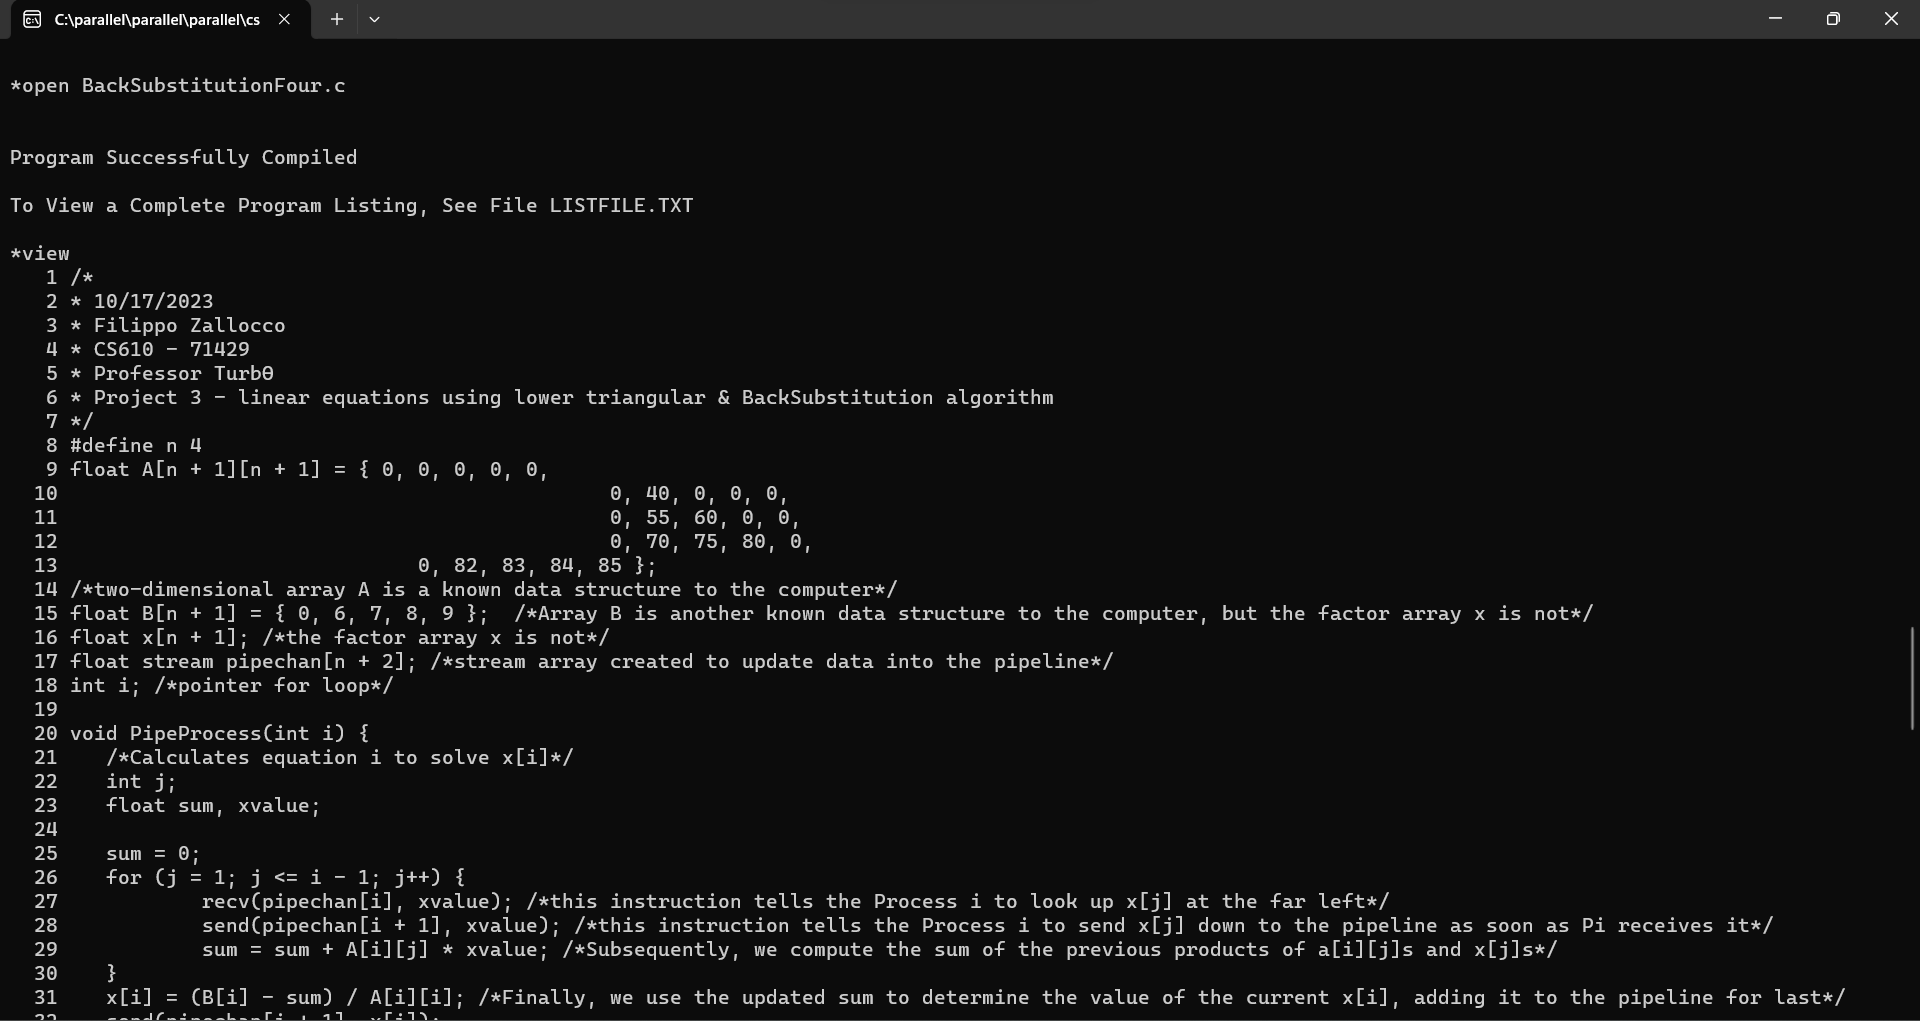 C:\parallel\parallel\parallel\cs
*open BackSubstitutionFour.c
Program Successfully Compiled
To View a Complete Program Listing, See File LISTFILE.TXT
*view
1 /*
2 * 10/17/2023
3 * Filippo Zallocco
4 * CS610 - 71429
5 * Professor TurbΘ
6 * Project 3 - linear equations using lower triangular & BackSubstitution algorithm
7 */
8 #define n 4
9 float A[n + 1][n + 1] = { 0, 0, 0, 0, 0,
10 0, 40, 0, 0, 0,
11 0, 55, 60, 0, 0,
12 0, 70, 75, 80, 0,
13 0, 82, 83, 84, 85 };
14 /*two-dimensional array A is a known data structure to the computer*/
15 float B[n + 1] = { 0, 6, 7, 8, 9 };  /*Array B is another known data structure to the computer, but the factor array x is not*/
16 float x[n + 1]; /*the factor array x is not*/
17 float stream pipechan[n + 2]; /*stream array created to update data into the pipeline*/
18 int i; /*pointer for loop*/
19
20 void PipeProcess(int i) {
21 /*Calculates equation i to solve x[i]*/
22 int j;
23 float sum, xvalue;
24
25 sum = 0;
26 for (j = 1; j <= i - 1; j++) {
27 recv(pipechan[i], xvalue); /*this instruction tells the Process i to look up x[j] at the far left*/
28 send(pipechan[i + 1], xvalue); /*this instruction tells the Process i to send x[j] down to the pipeline as soon as Pi receives it*/
29 sum = sum + A[i][j] * xvalue; /*Subsequently, we compute the sum of the previous products of a[i][j]s and x[j]s*/
30 }
31 x[i] = (B[i] - sum) / A[i][i]; /*Finally, we use the updated sum to determine the value of the current x[i], adding it to the pipeline for last*/
32 send(pipechan[i + 1], x[i]);